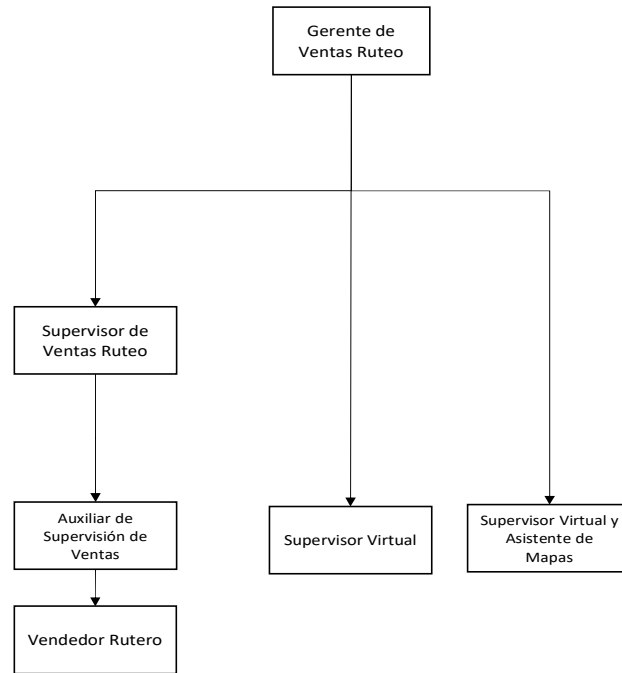 Gerente de
Ventas Ruteo
Supervisor de
Ventas Ruteo
Auxiliar de
Supervisión de
Ventas
Supervisor Virtual
Supervisor Virtual y
Asistente de
Mapas
Vendedor Rutero